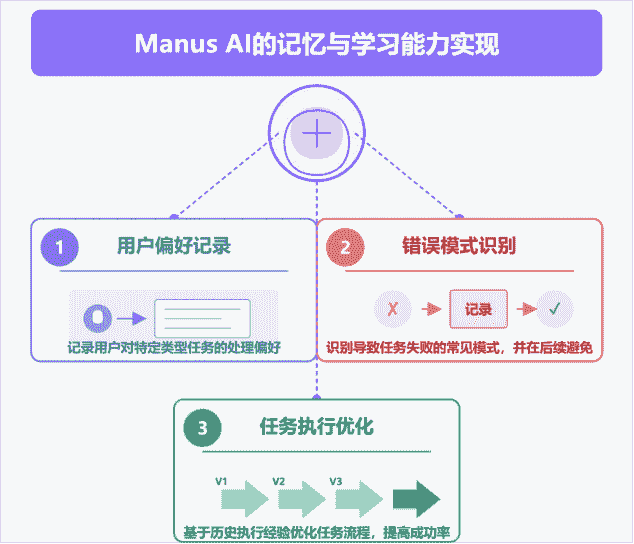 Manus AI的记忆与学习能力实现
1
用户偏好记录
记录用户对特定类型任务的处理偏好
2
错误模式识别
✗
记录
✓
识别导致任务失败的常见模式，并在后续避免
3
任务执行优化
V1
V2
V3
基于历史执行经验优化任务流程，提高成功率